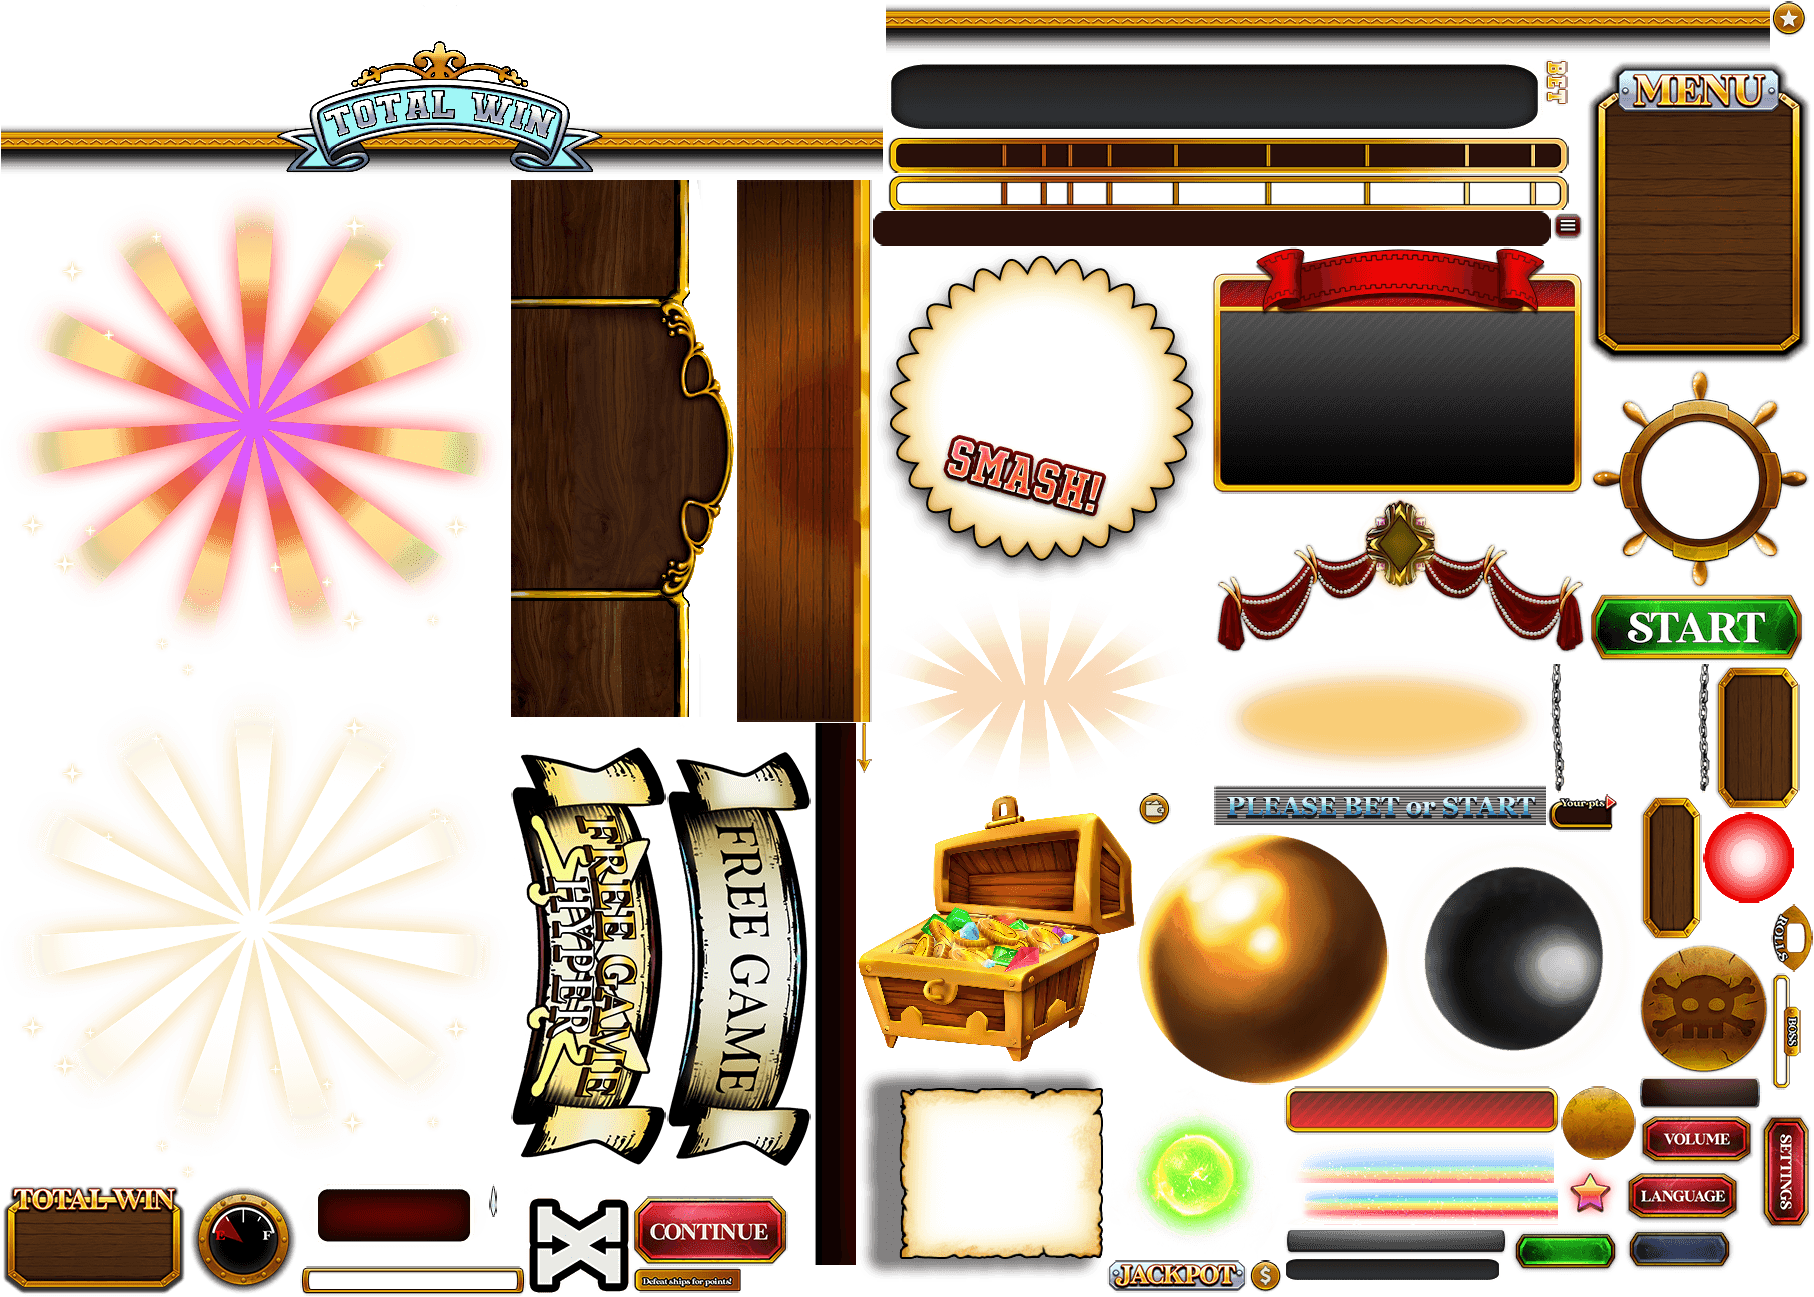 TOTAL WIN
BET
MENU
SMASH!
START
Your pts
PLEASE BET or START
FREE GAME
HYPER
FREE GAME
ROLLS
BOSS
VOLUME
SETTINGS
LANGUAGE
TOTAL WIN
E F
CONTINUE
Defeat ships for points!
JACKPOT
$